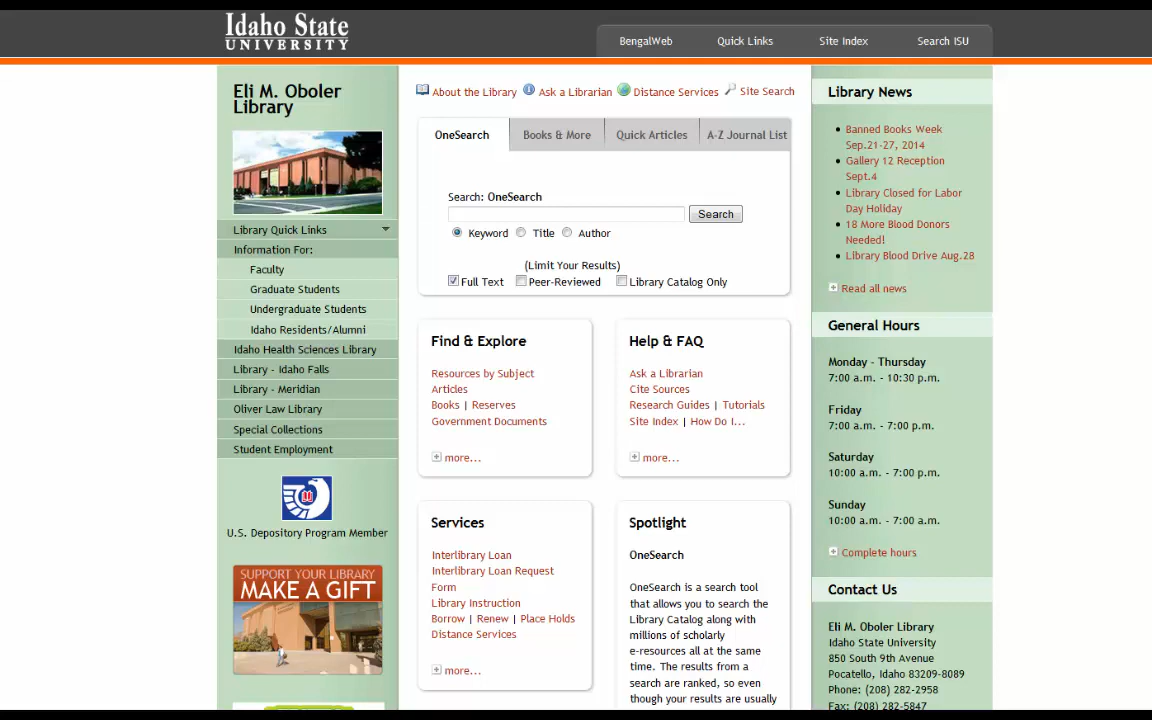 Idaho State
UNIVERSITY
BengalWeb
Quick Links
Site Index
Search ISU
Eli M. Oboler
Library
Library Quick Links
Information For:
Faculty
Graduate Students
Undergraduate Students
Idaho Residents/Alumni
Idaho Health Sciences Library
Library - Idaho Falls
Library - Meridian
Oliver Law Library
Special Collections
Student Employment
U.S. Depository Program Member
SUPPORT YOUR LIBRARY
MAKE A GIFT
About the Library
Ask a Librarian
Distance Services
Site Search
OneSearch
Books & More
Quick Articles
A-Z Journal List
Search: OneSearch
Search
Keyword
Title
Author
(Limit Your Results)
Full Text
Peer-Reviewed
Library Catalog Only
Find & Explore
Resources by Subject
Articles
Books | Reserves
Government Documents
more...
Help & FAQ
Ask a Librarian
Cite Sources
Research Guides | Tutorials
Site Index | How Do I...
more...
Services
Interlibrary Loan
Interlibrary Loan Request
Form
Library Instruction
Borrow | Renew | Place Holds
Distance Services
more...
Spotlight
OneSearch
OneSearch is a search tool
that allows you to search the
Library Catalog along with
millions of scholarly
e-resources all at the same
time. The results from a
search are ranked, so even
though your results are usually
Library News
Banned Books Week
Sep.21-27, 2014
Gallery 12 Reception
Sept.4
Library Closed for Labor
Day Holiday
18 More Blood Donors
Needed!
Library Blood Drive Aug.28
Read all news
General Hours
Monday - Thursday
7:00 a.m. - 10:30 p.m.
Friday
7:00 a.m. - 7:00 p.m.
Saturday
10:00 a.m. - 7:00 p.m.
Sunday
10:00 a.m. - 7:00 a.m.
Complete hours
Contact Us
Eli M. Oboler Library
Idaho State University
850 South 9th Avenue
Pocatello, Idaho 83209-8089
Phone: (208) 282-2958
Fax: (208) 282-5847